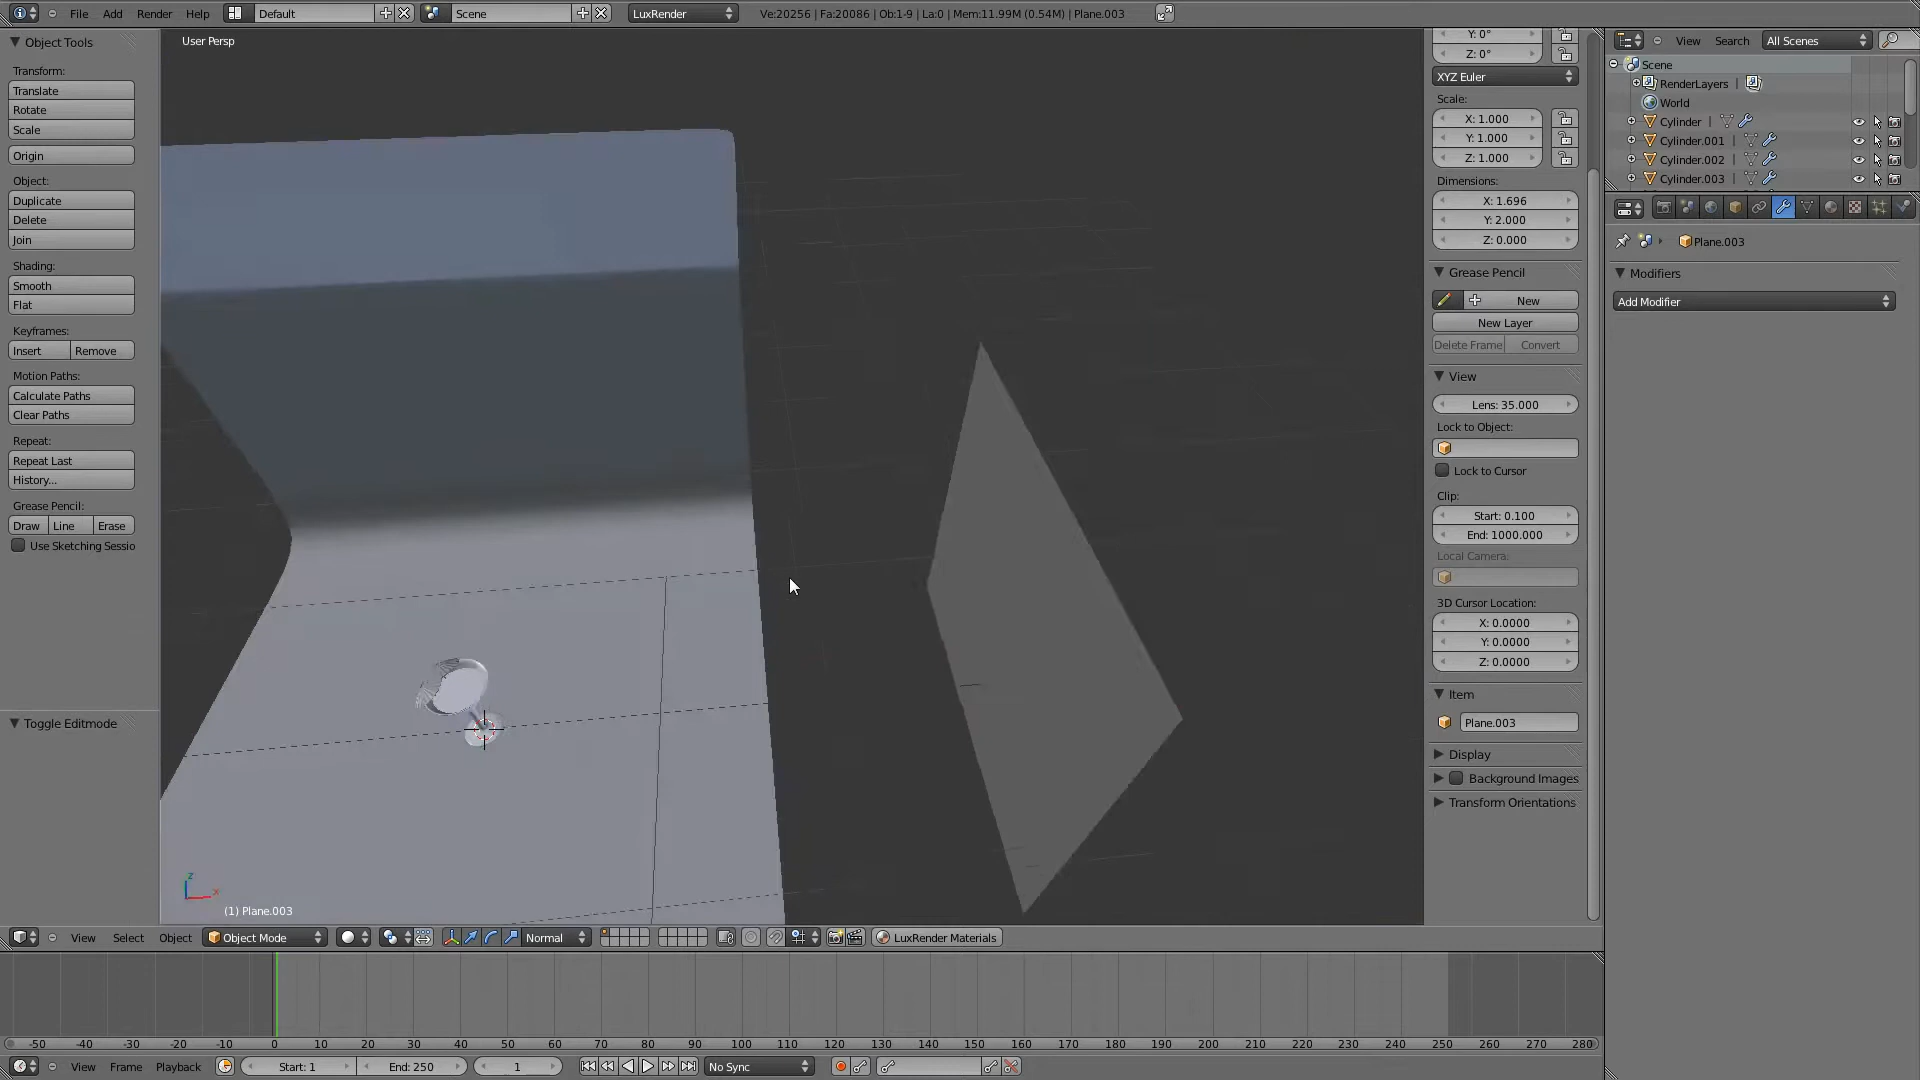 File Add Render Help Default Scene LuxRender Ve:20256 | Fa:20086 | Ob:1-9 | La:0 | Mem:11.99M (0.54M) | Plane.003
Object Tools
Transform:
Translate
Rotate
Scale
Origin
Object:
Duplicate
Delete
Join
Shading:
Smooth
Flat
Keyframes:
Insert Remove
Motion Paths:
Calculate Paths
Clear Paths
Repeat:
Repeat Last
History...
Grease Pencil:
Draw Line Erase
Use Sketching Sessio
Toggle Editmode
User Persp
z
x
(1) Plane.003
Y: 0°
Z: 0°
XYZ Euler
Scale:
X: 1.000
Y: 1.000
Z: 1.000
Dimensions:
X: 1.696
Y: 2.000
Z: 0.000
Grease Pencil
New
New Layer
Delete Frame Convert
View
Lens: 35.000
Lock to Object:
Lock to Cursor
Clip:
Start: 0.100
End: 1000.000
Local Camera:
3D Cursor Location:
X: 0.0000
Y: 0.0000
Z: 0.0000
Item
Plane.003
Display
Background Images
Transform Orientations
View Search All Scenes
Scene
RenderLayers |
World
Cylinder |
Cylinder.001 |
Cylinder.002 |
Cylinder.003 |
Plane.003
Modifiers
Add Modifier
View Select Object Object Mode Normal LuxRender Materials
-50 -40 -30 -20 -10 0 10 20 30 40 50 60 70 80 90 100 110 120 130 140 150 160 170 180 190 200 210 220 230 240 250 260 270 280
View Frame Playback Start: 1 End: 250 1 No Sync